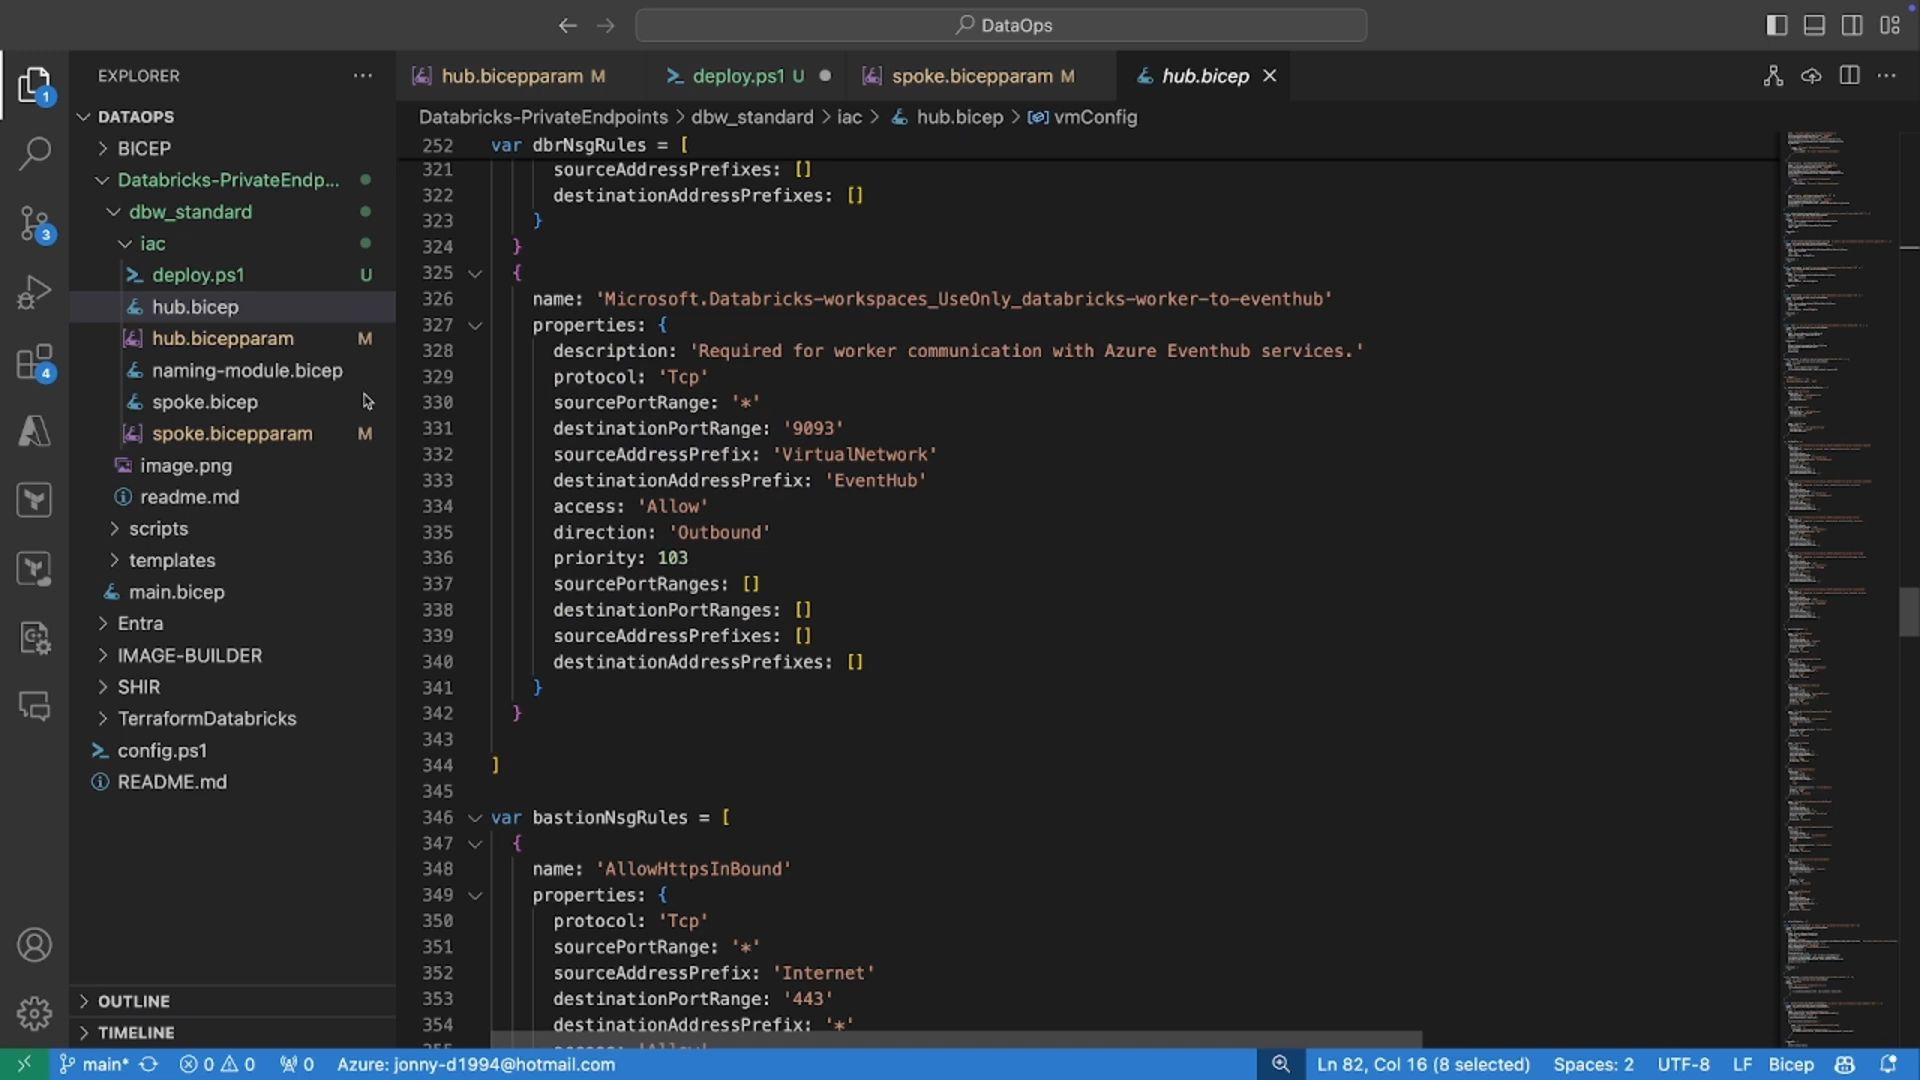 DataOps
EXPLORER
DATAOPS
BICEP
Databricks-PrivateEndp...
dbw_standard
iac
deploy.ps1 U
hub.bicep
hub.bicepparam M
naming-module.bicep
spoke.bicep
spoke.bicepparam M
image.png
readme.md
scripts
templates
main.bicep
Entra
IMAGE-BUILDER
SHIR
TerraformDatabricks
config.ps1
README.md
OUTLINE
TIMELINE
1
3
4
hub.bicepparam M deploy.ps1 U spoke.bicepparam M hub.bicep
Databricks-PrivateEndpoints > dbw_standard > iac > hub.bicep > vmConfig
252 var dbrNsgRules = [
321 sourceAddressPrefixes: []
322 destinationAddressPrefixes: []
323 }
324 }
325 {
326 name: 'Microsoft.Databricks-workspaces_UseOnly_databricks-worker-to-eventhub'
327 properties: {
328 description: 'Required for worker communication with Azure Eventhub services.'
329 protocol: 'Tcp'
330 sourcePortRange: '*'
331 destinationPortRange: '9093'
332 sourceAddressPrefix: 'VirtualNetwork'
333 destinationAddressPrefix: 'EventHub'
334 access: 'Allow'
335 direction: 'Outbound'
336 priority: 103
337 sourcePortRanges: []
338 destinationPortRanges: []
339 sourceAddressPrefixes: []
340 destinationAddressPrefixes: []
341 }
342 }
343
344 ]
345
346 var bastionNsgRules = [
347 {
348 name: 'AllowHttpsInBound'
349 properties: {
350 protocol: 'Tcp'
351 sourcePortRange: '*'
352 sourceAddressPrefix: 'Internet'
353 destinationPortRange: '443'
354 destinationAddressPrefix: '*'
main* 0 0 0 Azure: jonny-d1994@hotmail.com Ln 82, Col 16 (8 selected) Spaces: 2 UTF-8 LF Bicep